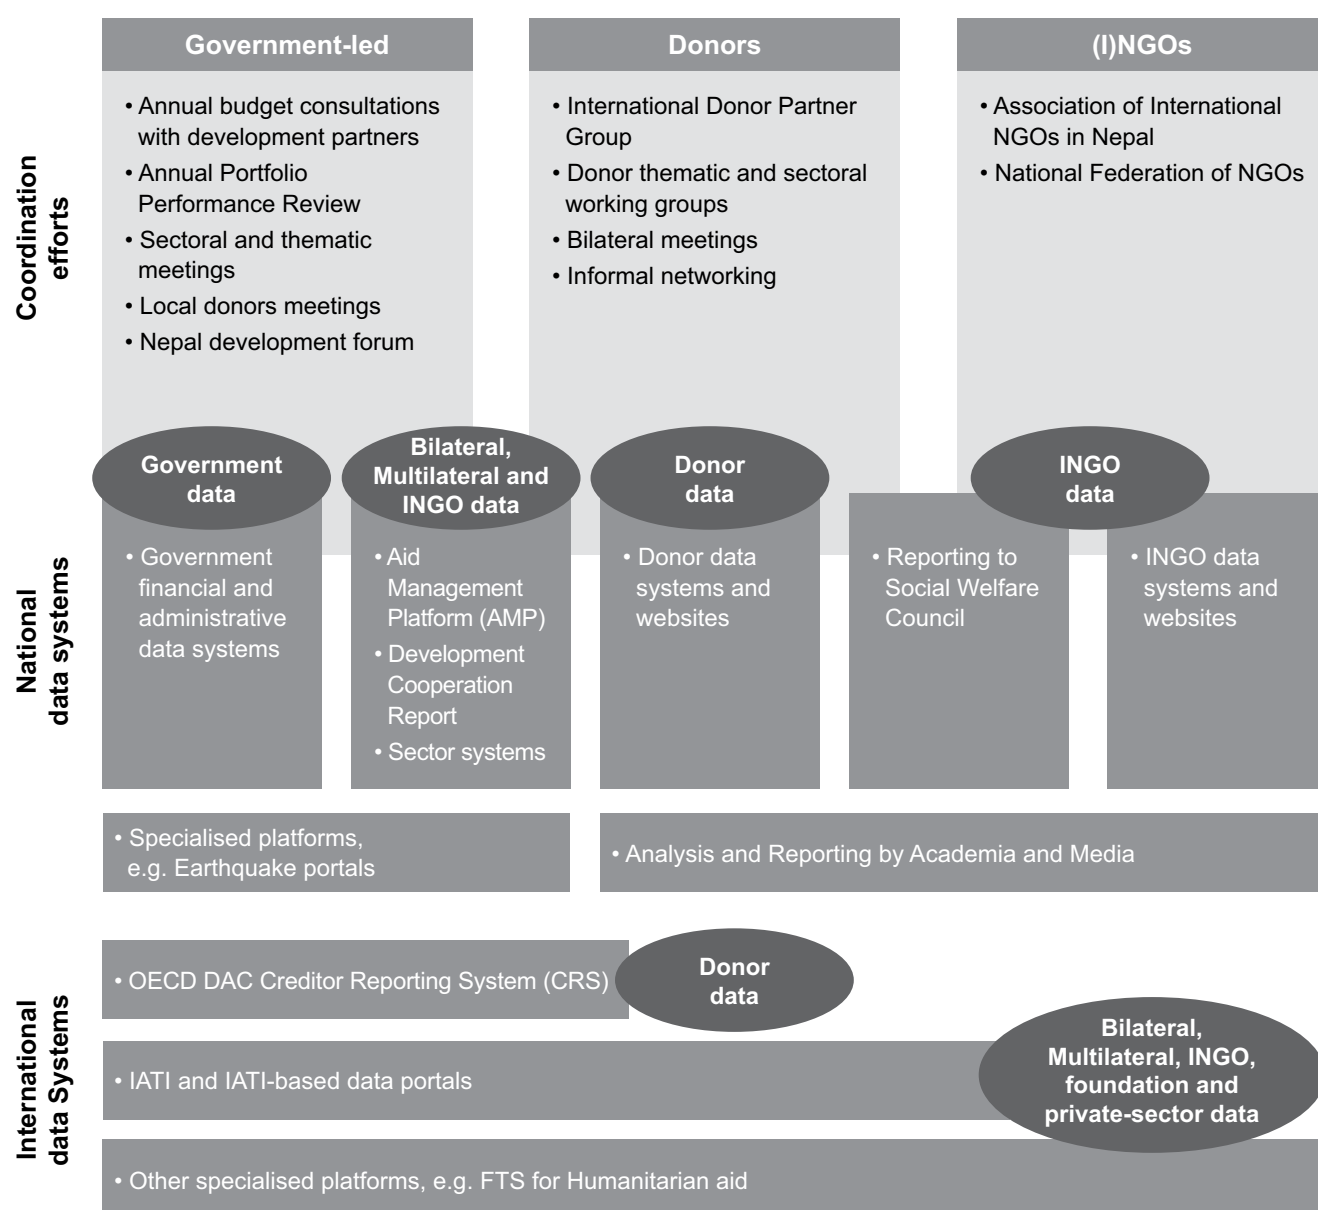 Government-led
Donors
(I)NGOs
Coordination
efforts
• Annual budget consultations
with development partners
• Annual Portfolio
Performance Review
• Sectoral and thematic
meetings
• Local donors meetings
• Nepal development forum
• International Donor Partner
Group
• Donor thematic and sectoral
working groups
• Bilateral meetings
• Informal networking
• Association of International
NGOs in Nepal
• National Federation of NGOs
National
data systems
Government
data
• Government
financial and
administrative
data systems
Bilateral,
Multilateral and
INGO data
• Aid
Management
Platform (AMP)
• Development
Cooperation
Report
• Sector systems
Donor
data
• Donor data
systems and
websites
INGO
data
• Reporting to
Social Welfare
Council
• INGO data
systems and
websites
• Specialised platforms,
e.g. Earthquake portals
• Analysis and Reporting by Academia and Media
International
data Systems
• OECD DAC Creditor Reporting System (CRS)
Donor
data
• IATI and IATI-based data portals
Bilateral,
Multilateral, INGO,
foundation and
private-sector data
• Other specialised platforms, e.g. FTS for Humanitarian aid